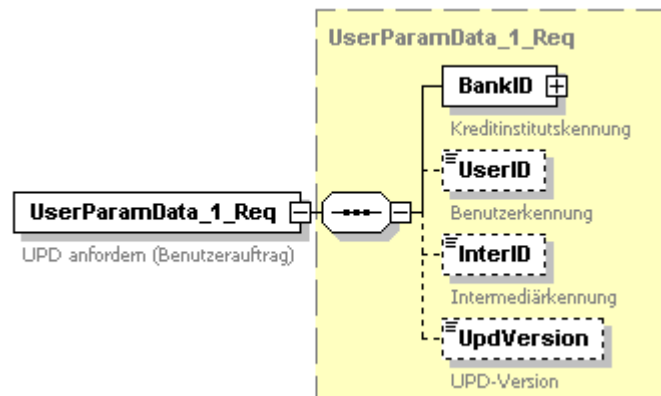 UserParamData_1_Req
BankID
Kreditinstitutskennung
UserID
Benutzerkennung
UserParamData_1_Req
UPD anfordern (Benutzerauftrag)
InterID
Intermediärkennung
UpdVersion
UPD-Version